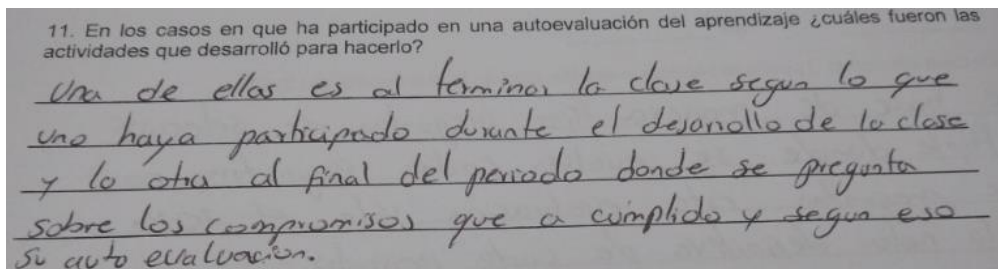 11. En los casos en que ha participado en una autoevaluación del aprendizaje ¿cuáles fueron las
actividades que desarrolló para hacerlo?
Una de ellas es al terminar la clase segun lo que
uno haya participado durante el desarrollo de la clase
y la otra al final del periodo donde se pregunta
sobre los compromisos que a cumplido y segun eso
su auto evaluacion.